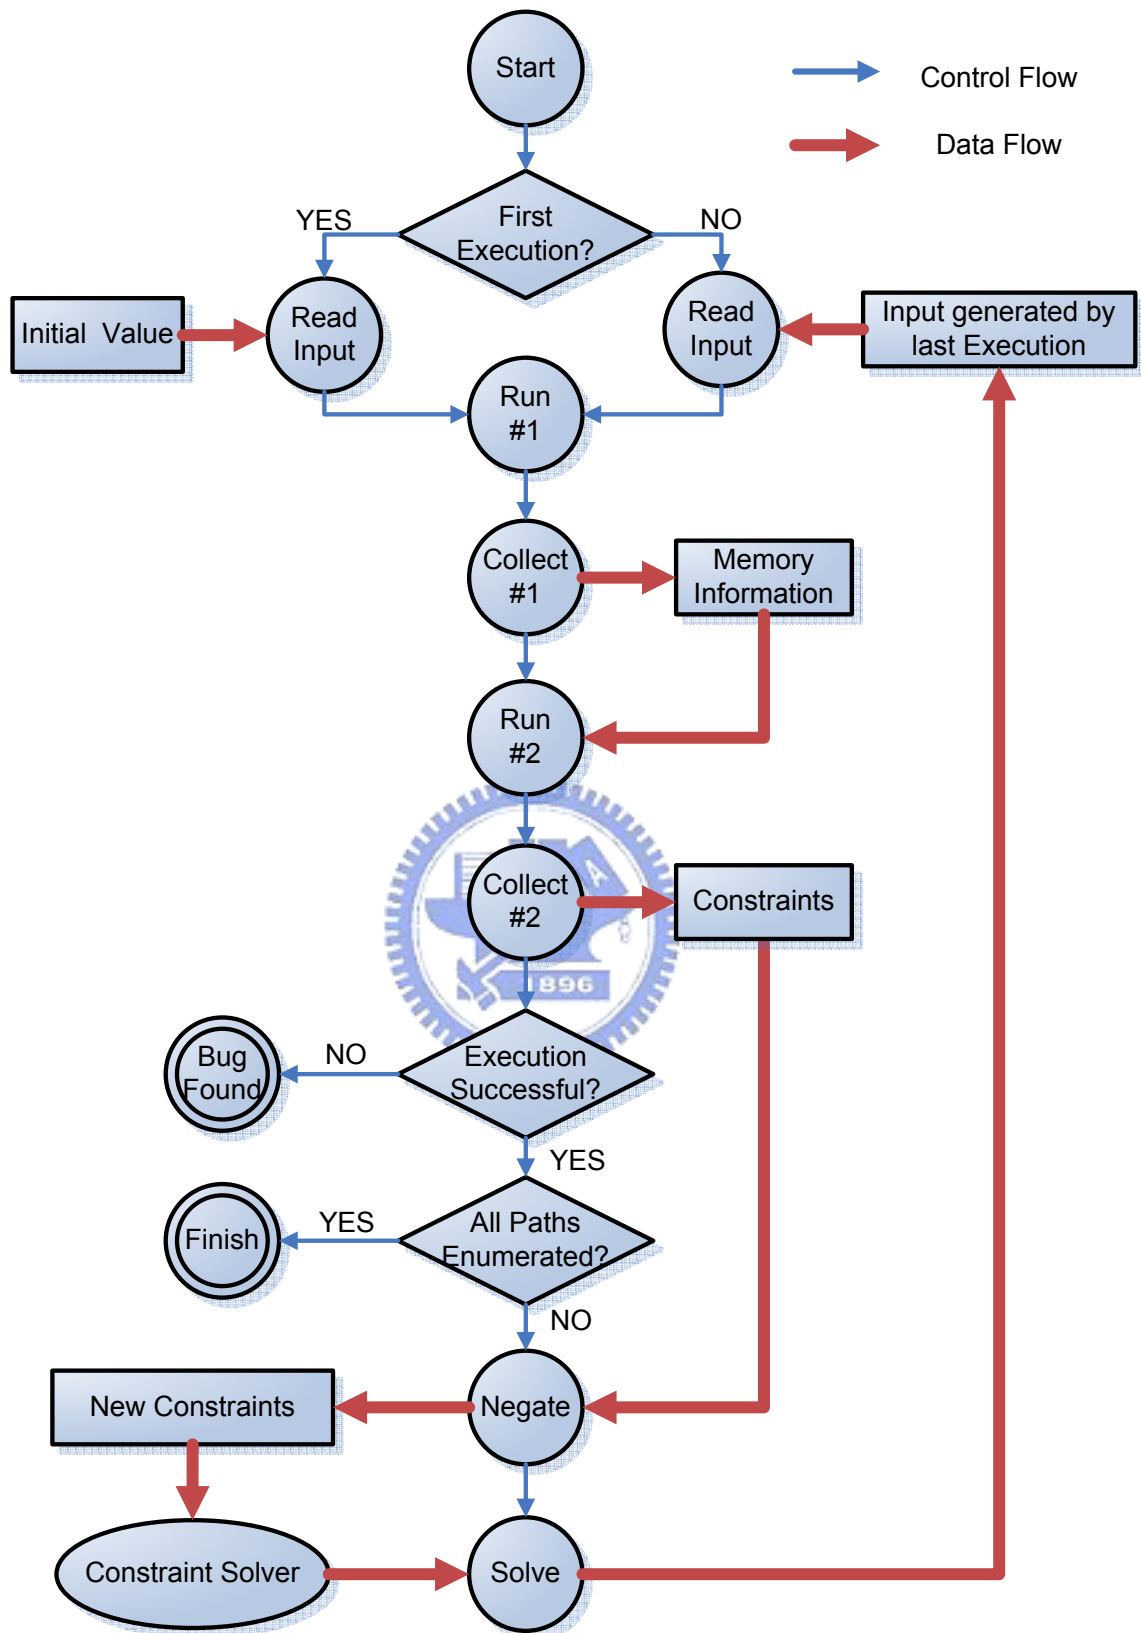 Start
Control Flow
Data Flow
First
Execution?
YES
NO
Initial Value
Read
Input
Read
Input
Input generated by
last Execution
Run
#1
Collect
#1
Memory
Information
Run
#2
Collect
#2
Constraints
1896
Execution
Successful?
NO
Bug
Found
YES
All Paths
Enumerated?
YES
Finish
NO
New Constraints
Negate
Constraint Solver
Solve